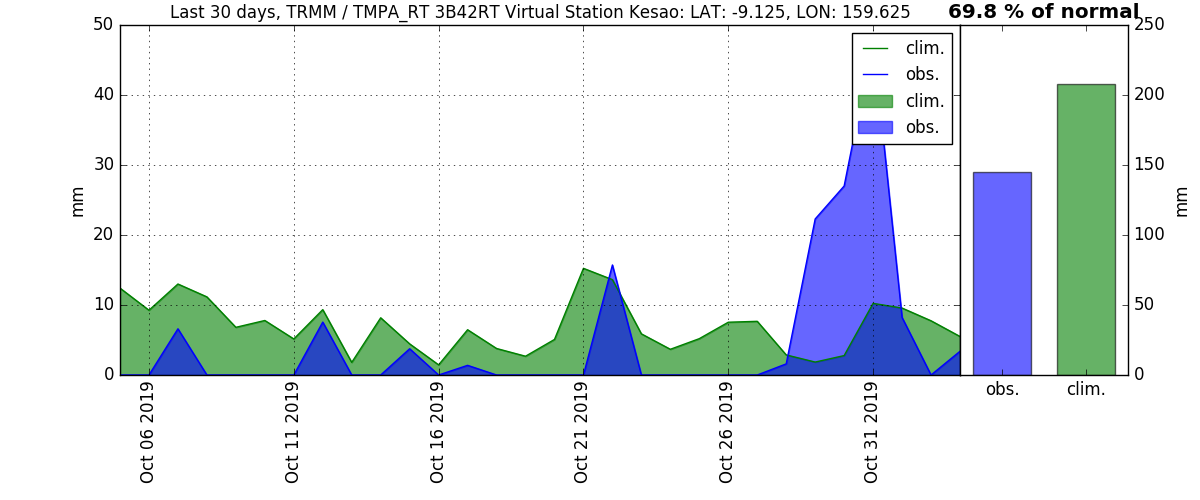 Last 30 days, TRMM / TMPA_RT 3B42RT Virtual Station Kesao: LAT: -9.125, LON: 159.625
69.8 % of normal
50
40
30
20
10
0
mm
clim.
obs.
clim.
obs.
250
200
150
100
50
0
mm
obs.
clim.
Oct 06 2019
Oct 11 2019
Oct 16 2019
Oct 21 2019
Oct 26 2019
Oct 31 2019